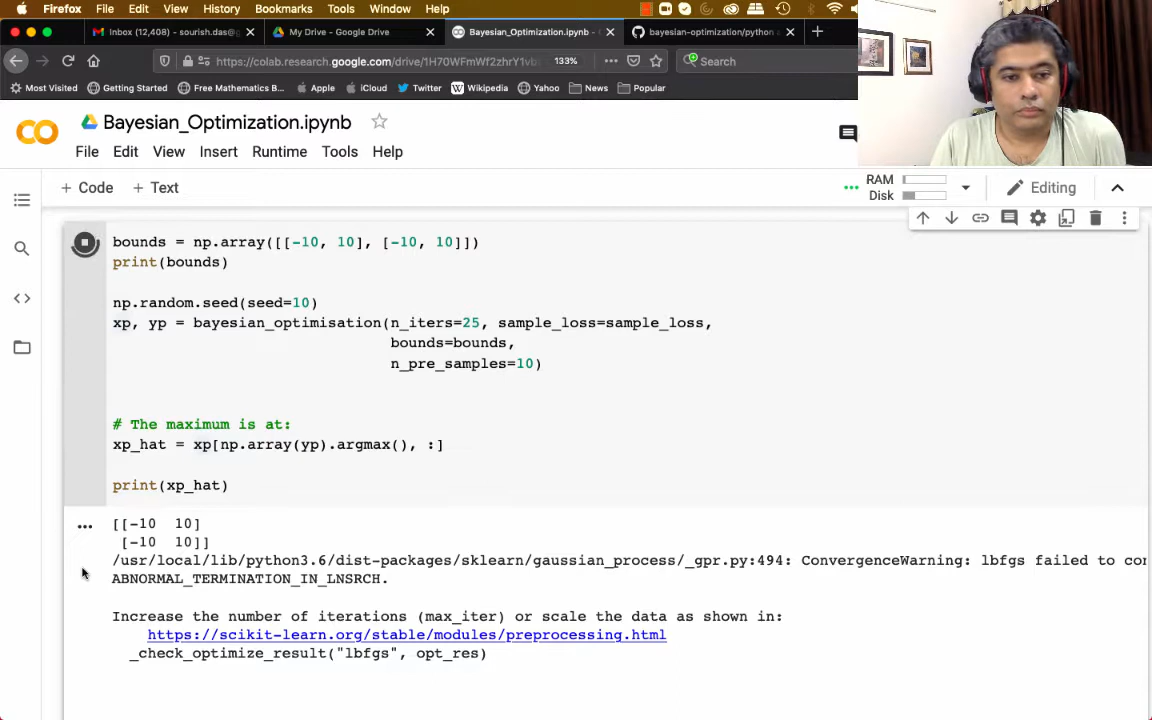 Firefox File Edit View History Bookmarks Tools Window Help
Inbox (12,408) - sourish.das@g
My Drive - Google Drive
Bayesian_Optimization.ipynb -
bayesian-optimization/python
https://colab.research.google.com/drive/1H70WFmWf2zhrY1vb
133%
Search
Most Visited Getting Started Free Mathematics B... Apple iCloud Twitter Wikipedia Yahoo News Popular
CO
Bayesian_Optimization.ipynb
File Edit View Insert Runtime Tools Help
+ Code + Text
RAM
Disk
Editing
bounds = np.array([[-10, 10], [-10, 10]])
print(bounds)
np.random.seed(seed=10)
xp, yp = bayesian_optimisation(n_iters=25, sample_loss=sample_loss,
bounds=bounds,
n_pre_samples=10)
# The maximum is at:
xp_hat = xp[np.array(yp).argmax(), :]
print(xp_hat)
[[-10 10]
[-10 10]]
/usr/local/lib/python3.6/dist-packages/sklearn/gaussian_process/_gpr.py:494: ConvergenceWarning: lbfgs failed to con
ABNORMAL_TERMINATION_IN_LNSRCH.
Increase the number of iterations (max_iter) or scale the data as shown in:
https://scikit-learn.org/stable/modules/preprocessing.html
_check_optimize_result("lbfgs", opt_res)